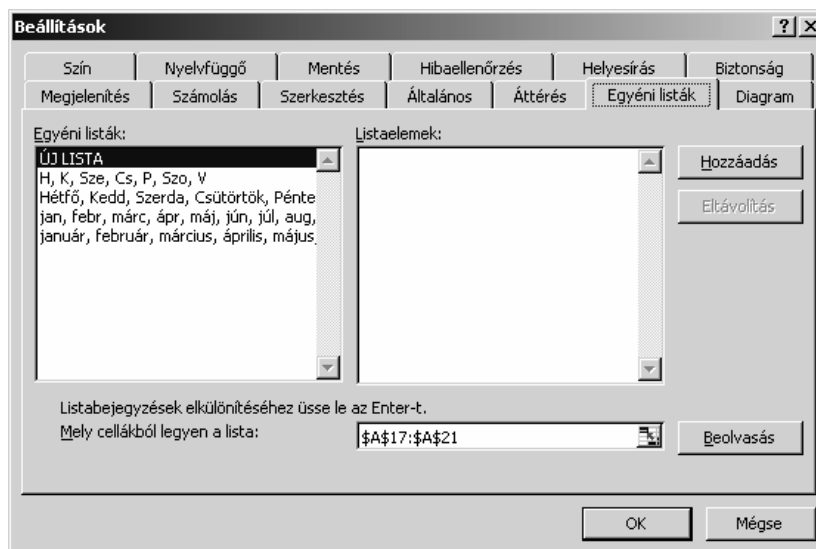 Beállítások
Szín Nyelvfüggő Mentés Hibaellenőrzés Helyesírás Biztonság
Megjelenítés Számolás Szerkesztés Általános Áttérés Egyéni listák Diagram
Egyéni listák:
Listaelemek:
ÚJ LISTA
H, K, Sze, Cs, P, Szo, V
Hétfő, Kedd, Szerda, Csütörtök, Pénte
jan, febr, márc, ápr, máj, jún, júl, aug,
január, február, március, április, május,
Hozzáadás
Eltávolítás
Listabejegyzések elkülönítéséhez üsse le az Enter-t.
Mely cellákból legyen a lista: $A$17:$A$21 Beolvasás
OK Mégse